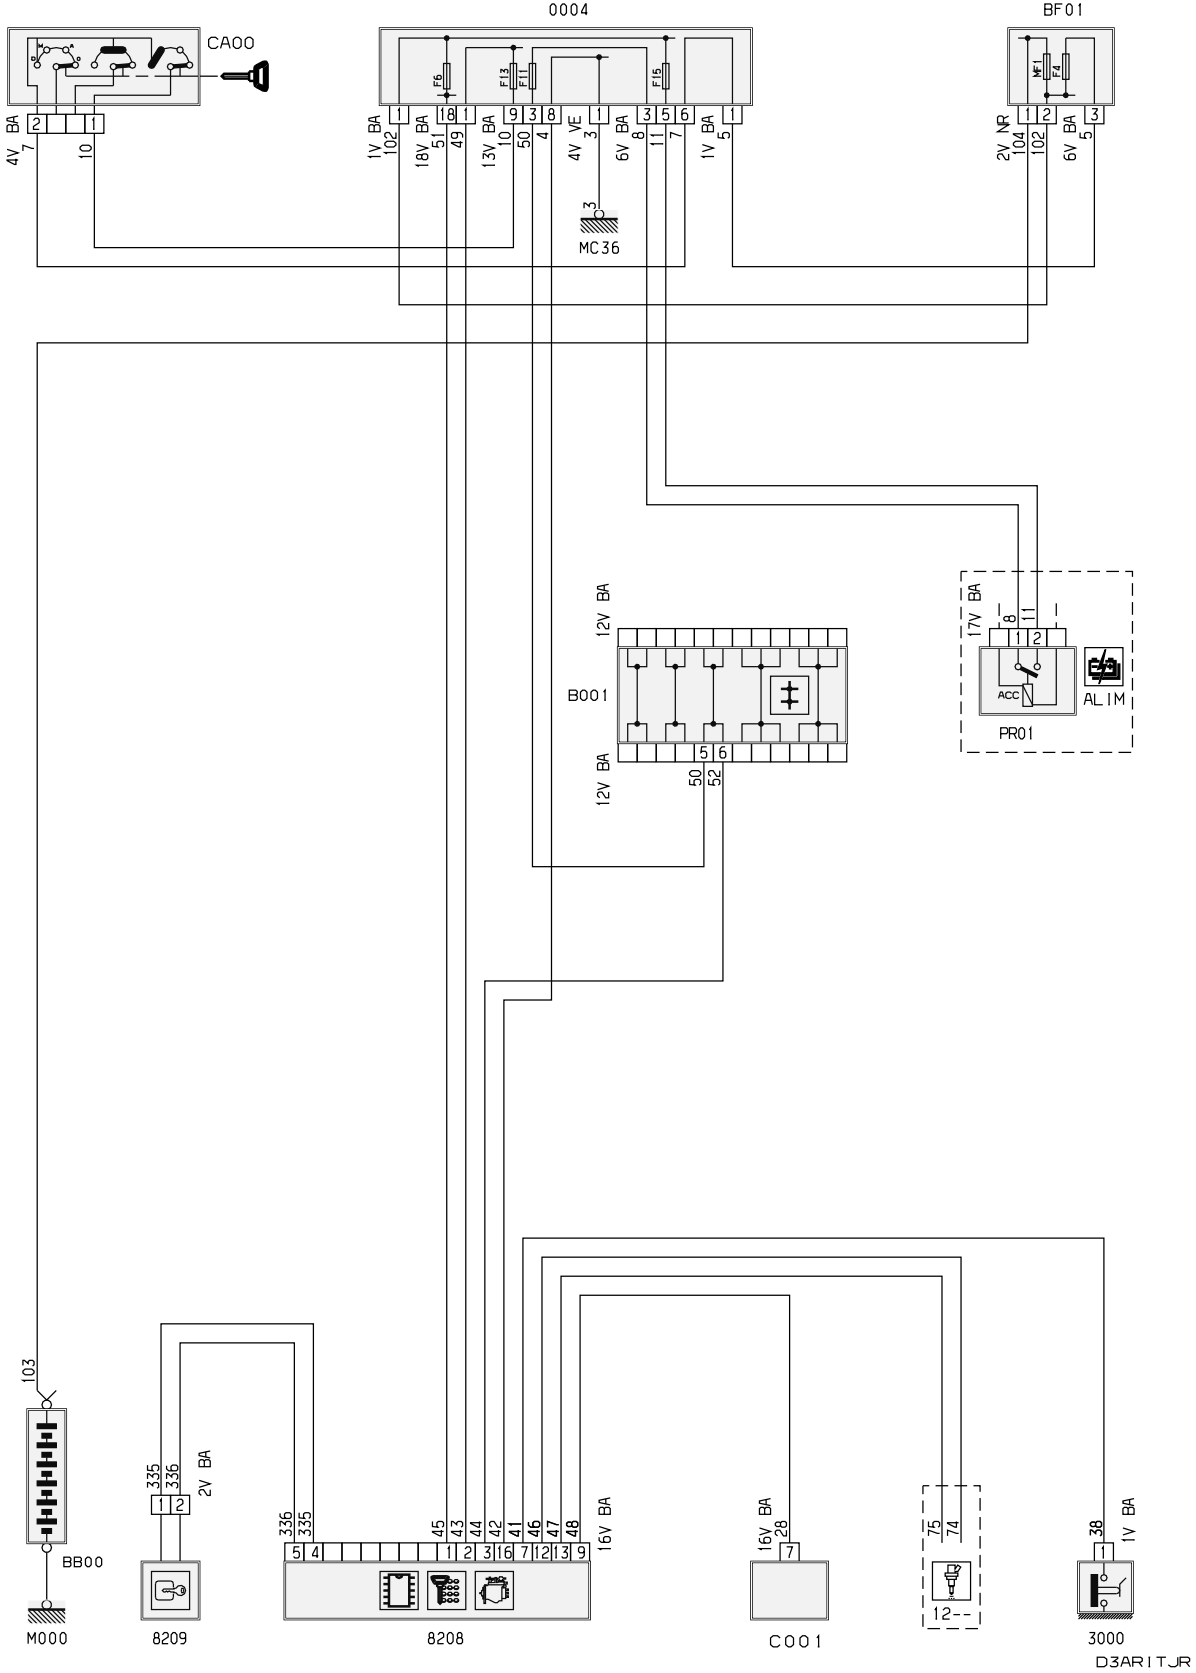 0004
BF01
CA00
M A
D D
F6
F13
F11
F15
MF1
F4
2 1
1 18 1 9 3 8 1 3 5 6 1
1 2 3
4V BA
7
10
1V BA
102
18V BA
51
49
13V BA
10
50
4
4V VE
3
6V BA
8
11
7
1V BA
5
2V NR
104
102
6V BA
5
3
MC36
12V BA
17V BA
8
11
1 2
B001
ACC
ALIM
PR01
5 6
12V BA
50
52
103
335
336
2V BA
1 2
336
335
45
43
44
42
41
46
47
48
16V BA
5 4 1 2 3 16 7 12 13 9
16V BA
28
7
75
74
38
1V BA
1
BB00
12--
M000
8209
8208
C001
3000
D3ARITJR